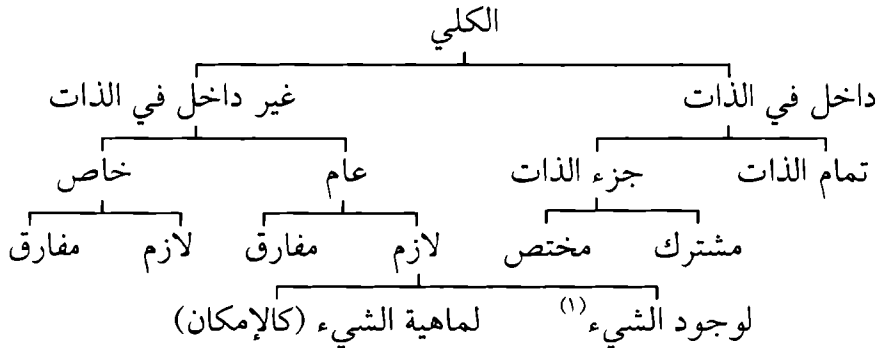 الكلي
داخل في الذات غير داخل في الذات
تمام الذات جزء الذات عام خاص
مشترك مختص لازم مفارق لازم مفارق
لوجود الشيء(١) لماهية الشيء (كالإمكان)